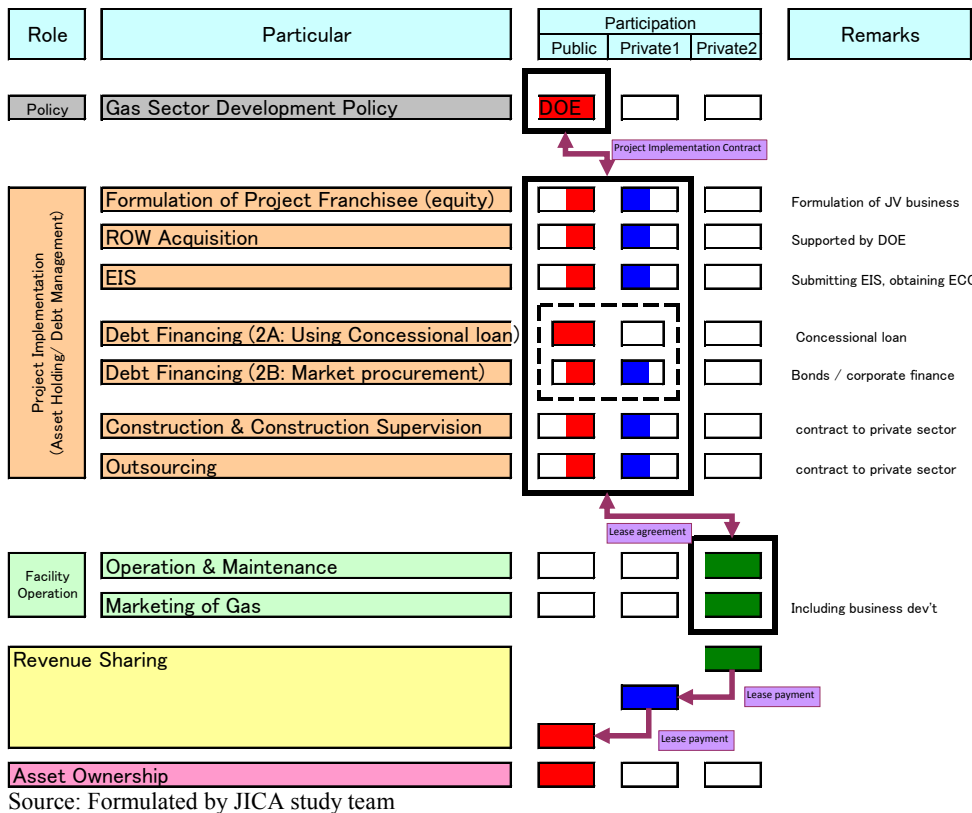 Role
Particular
Participation
Public Private1 Private2
Remarks
Policy
Gas Sector Development Policy
DOE
Project Implementation Contract
Project Implementation
(Asset Holding/ Debt Management)
Formulation of Project Franchisee (equity)
Formulation of JV business
ROW Acquisition
Supported by DOE
EIS
Submitting EIS, obtaining ECC
Debt Financing (2A: Using Concessional loan)
Concessional loan
Debt Financing (2B: Market procurement)
Bonds / corporate finance
Construction & Construction Supervision
contract to private sector
Outsourcing
contract to private sector
Lease agreement
Facility
Operation
Operation & Maintenance
Marketing of Gas
Including business dev't
Revenue Sharing
Lease payment
Lease payment
Asset Ownership
Source: Formulated by JICA study team